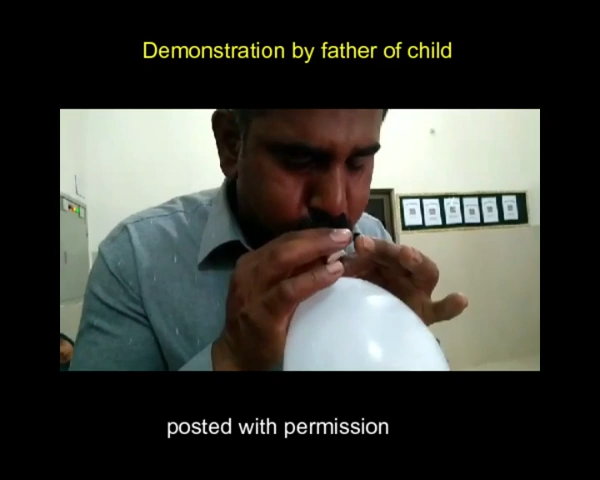 Demonstration by father of child
posted with permission